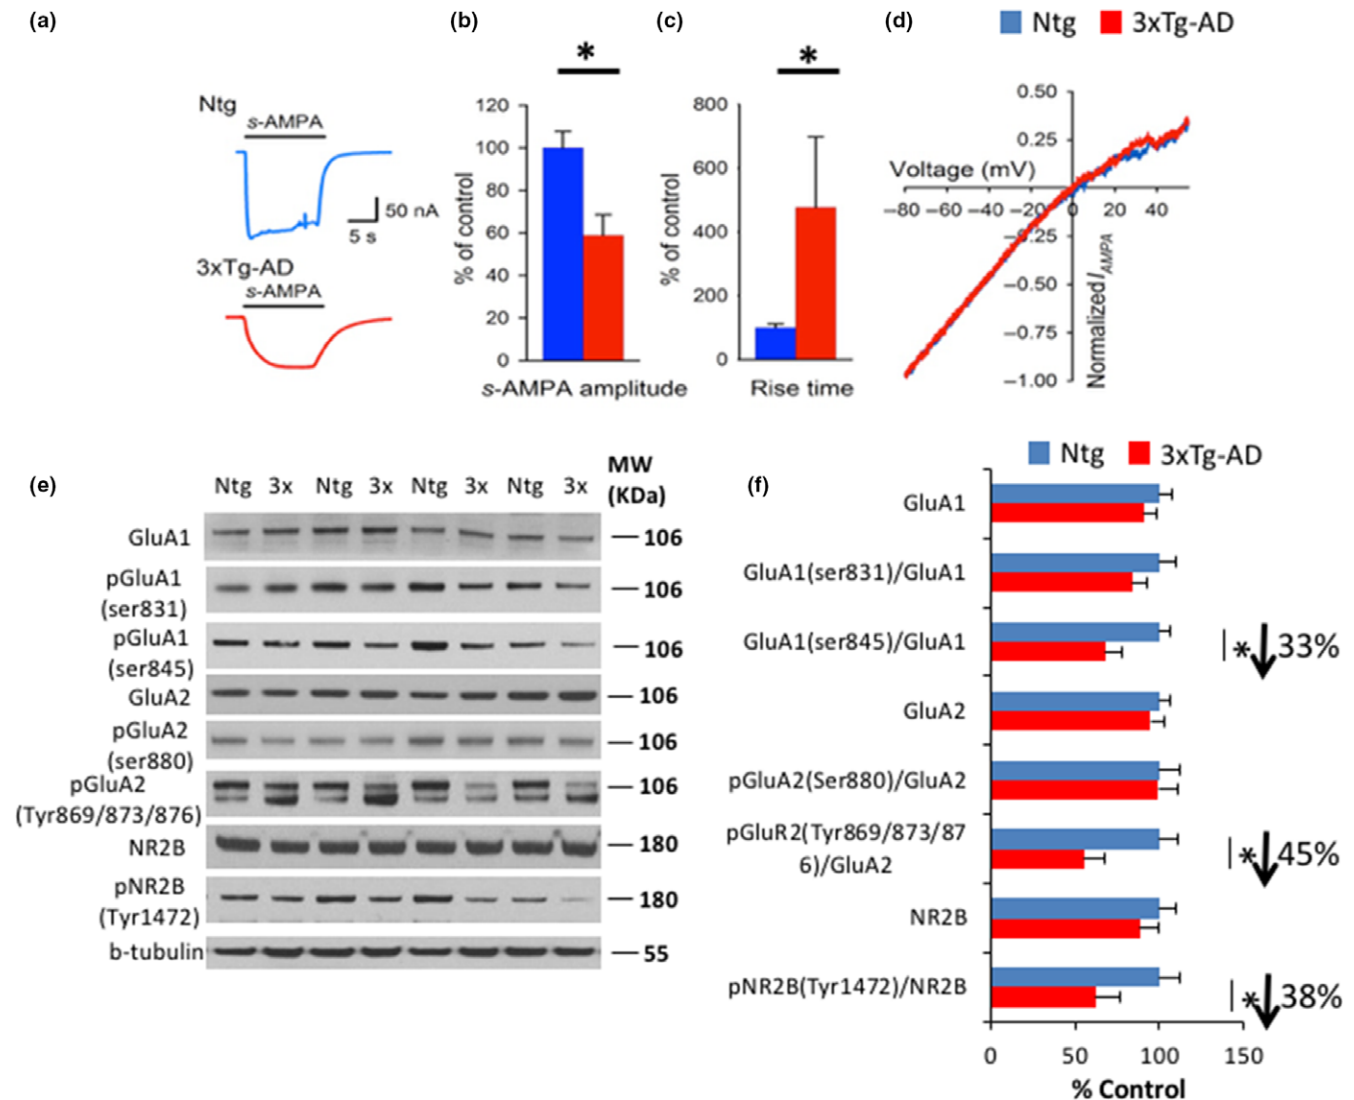 (a)
Ntg
s-AMPA
50 nA
5 s
3xTg-AD
s-AMPA
(b)
*
120
100
80
60
40
20
0
% of control
s-AMPA amplitude
(c)
*
800
600
400
200
0
% of control
Rise time
(d)
Ntg 3xTg-AD
0.50
0.25
Voltage (mV)
–80 –60 –40 –20 0 20 40
–0.25
–0.50
–0.75
–1.00
Normalized I AMPA
(e)
Ntg 3x Ntg 3x Ntg 3x Ntg 3x
MW
(KDa)
GluA1
106
pGluA1
(ser831)
106
pGluA1
(ser845)
106
GluA2
106
pGluA2
(ser880)
106
pGluA2
(Tyr869/873/876)
106
NR2B
180
pNR2B
(Tyr1472)
180
b-tubulin
55
(f)
Ntg 3xTg-AD
GluA1
GluA1(ser831)/GluA1
GluA1(ser845)/GluA1
* 33%
GluA2
pGluA2(Ser880)/GluA2
pGluR2(Tyr869/873/87
6)/GluA2
* 45%
NR2B
pNR2B(Tyr1472)/NR2B
* 38%
0 50 100 150
% Control